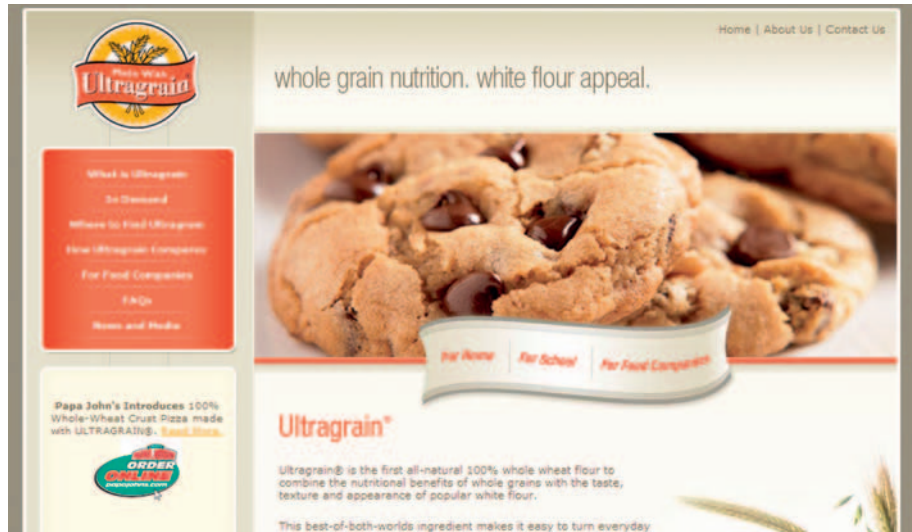 Home | About Us | Contact Us
Made With
Ultragrain®
whole grain nutrition. white flour appeal.
What is Ultragrain
In Demand
Where to Find Ultragrain
How Ultragrain Compares
For Food Companies
FAQs
News and Media
For Home
For School
For Food Companies
Papa John's Introduces 100%
Whole-Wheat Crust Pizza made
with ULTRAGRAIN®. Read More.
ORDER
ONLINE
papajohns.com
Ultragrain®
Ultragrain® is the first all-natural 100% whole wheat flour to
combine the nutritional benefits of whole grains with the taste,
texture and appearance of popular white flour.
This best-of-both-worlds ingredient makes it easy to turn everyday